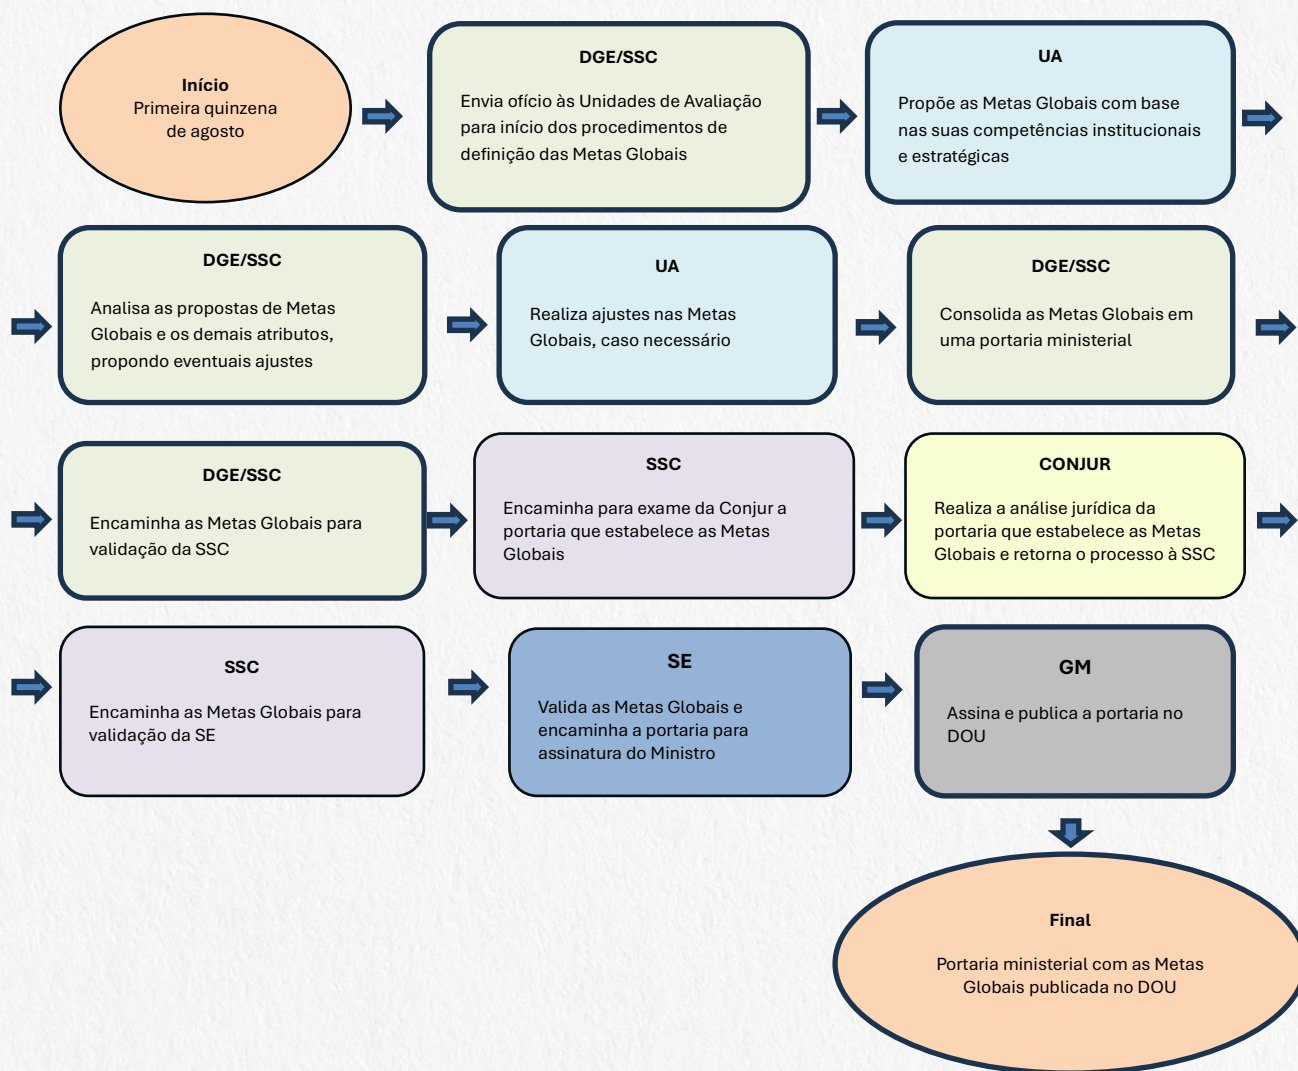 Início
Primeira quinzena
de agosto
DGE/SSC
Envia ofício às Unidades de Avaliação
para início dos procedimentos de
definição das Metas Globais
UA
Propõe as Metas Globais com base
nas suas competências institucionais
e estratégicas
DGE/SSC
Analisa as propostas de Metas
Globais e os demais atributos,
propondo eventuais ajustes
UA
Realiza ajustes nas Metas
Globais, caso necessário
DGE/SSC
Consolida as Metas Globais em
uma portaria ministerial
DGE/SSC
Encaminha as Metas Globais para
validação da SSC
SSC
Encaminha para exame da Conjur a
portaria que estabelece as Metas
Globais
CONJUR
Realiza a análise jurídica da
portaria que estabelece as Metas
Globais e retorna o processo à SSC
SSC
Encaminha as Metas Globais para
validação da SE
SE
Valida as Metas Globais e
encaminha a portaria para
assinatura do Ministro
GM
Assina e publica a portaria no
DOU
Final
Portaria ministerial com as Metas
Globais publicada no DOU